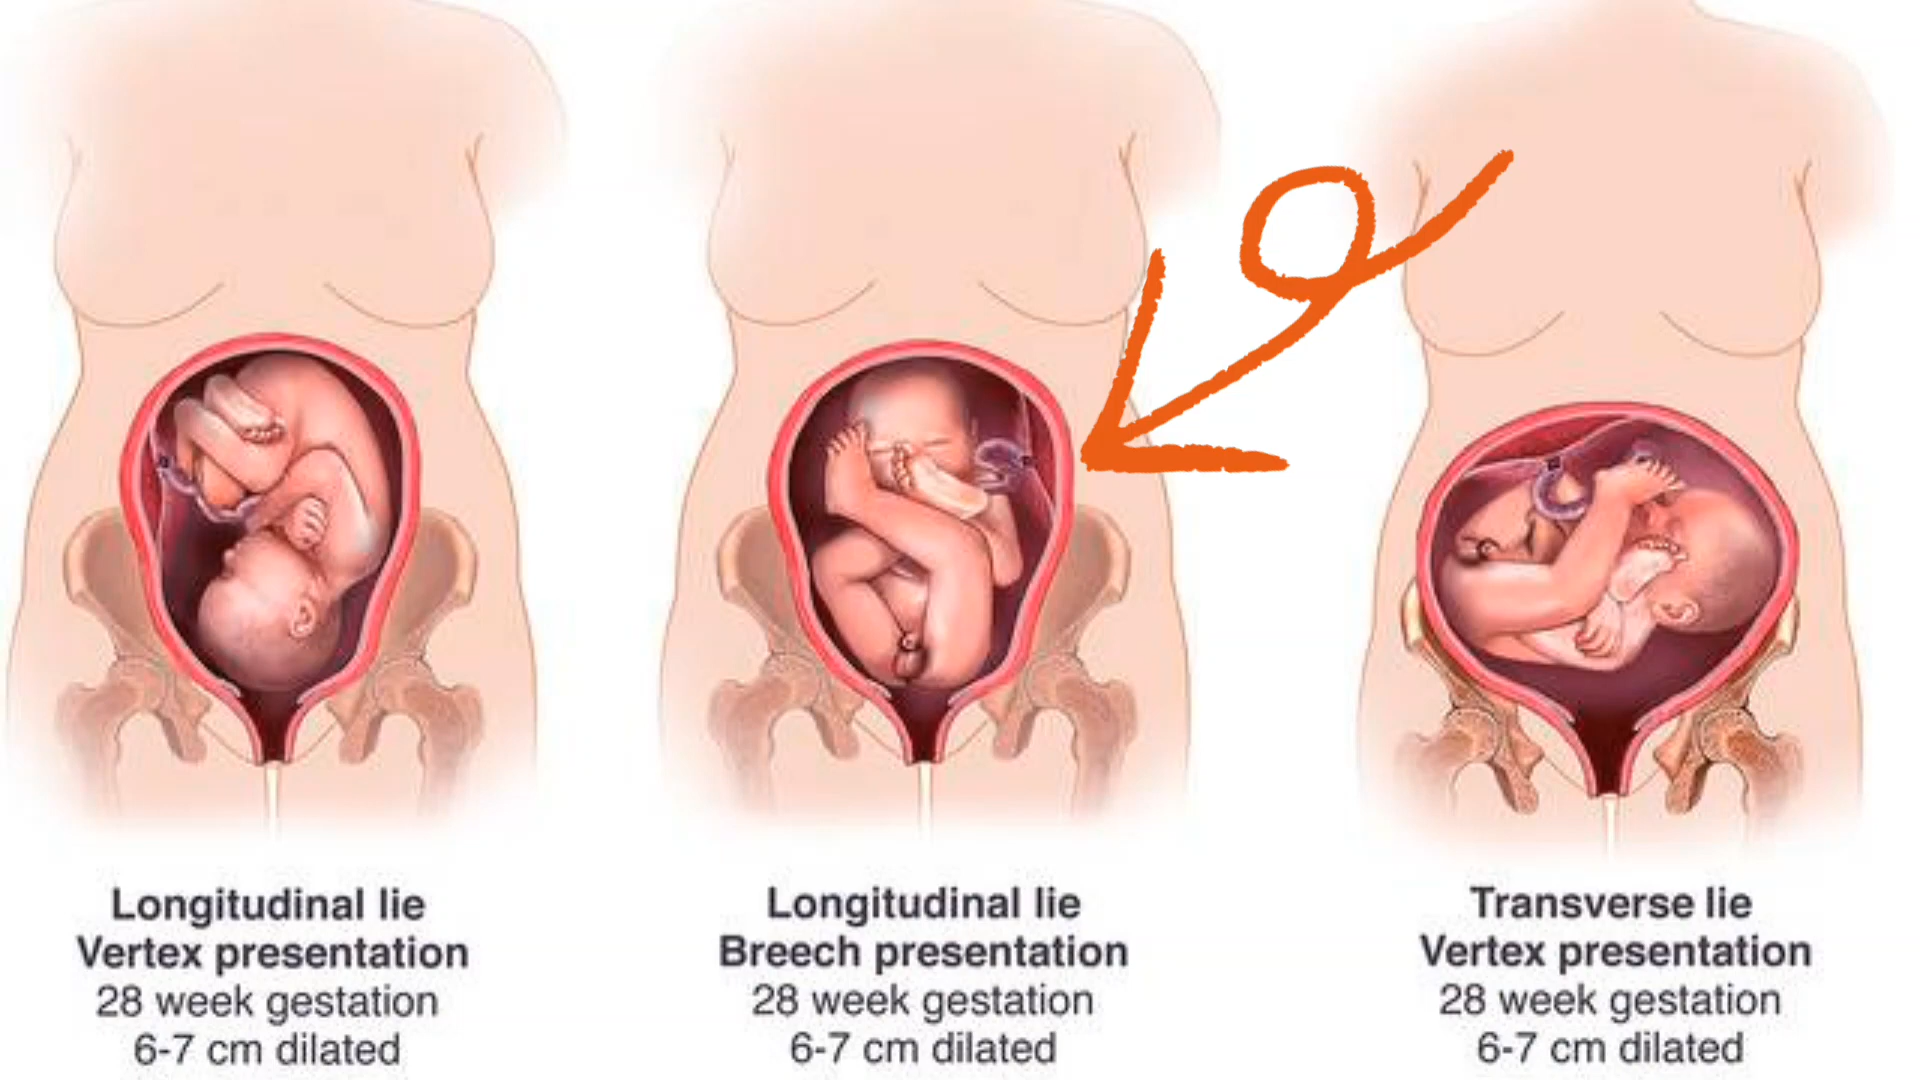 Longitudinal lie
Vertex presentation
28 week gestation
6-7 cm dilated
Longitudinal lie
Breech presentation
28 week gestation
6-7 cm dilated
Transverse lie
Vertex presentation
28 week gestation
6-7 cm dilated